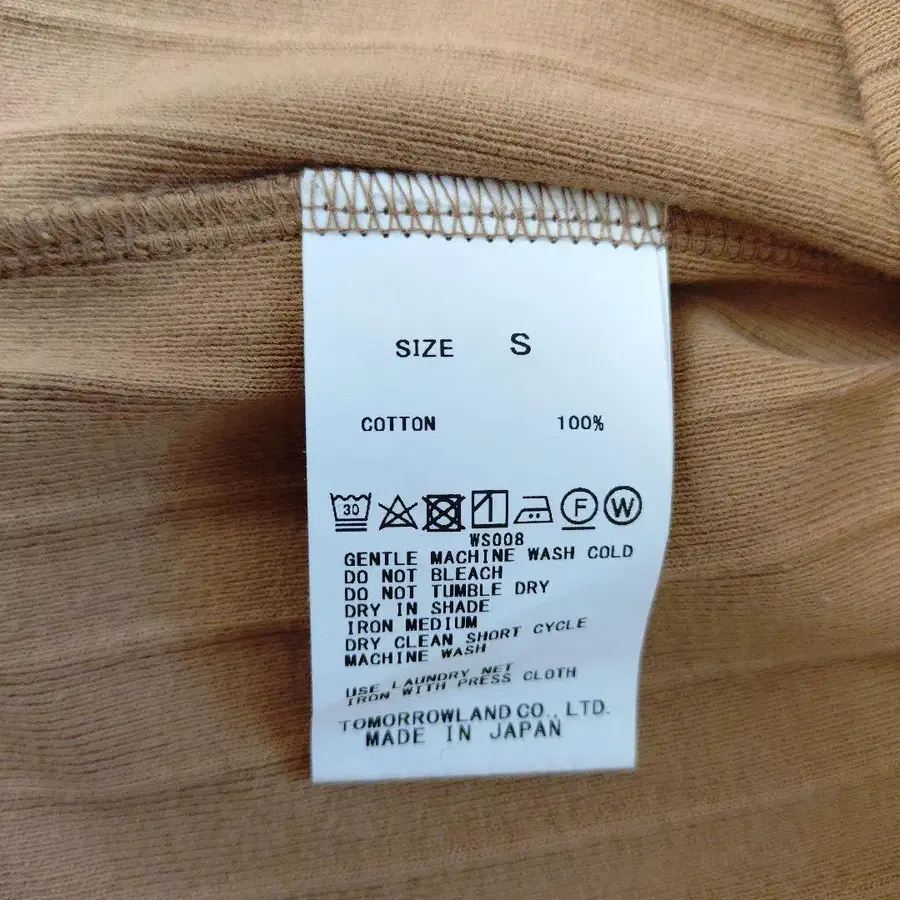 SIZE S
COTTON 100%
30 F W
WS008
GENTLE MACHINE WASH COLD
DO NOT BLEACH
DO NOT TUMBLE DRY
DRY IN SHADE
IRON MEDIUM
DRY CLEAN SHORT CYCLE
MACHINE WASH
USE LAUNDRY NET
IRON WITH PRESS CLOTH
TOMORROWLAND CO., LTD.
MADE IN JAPAN